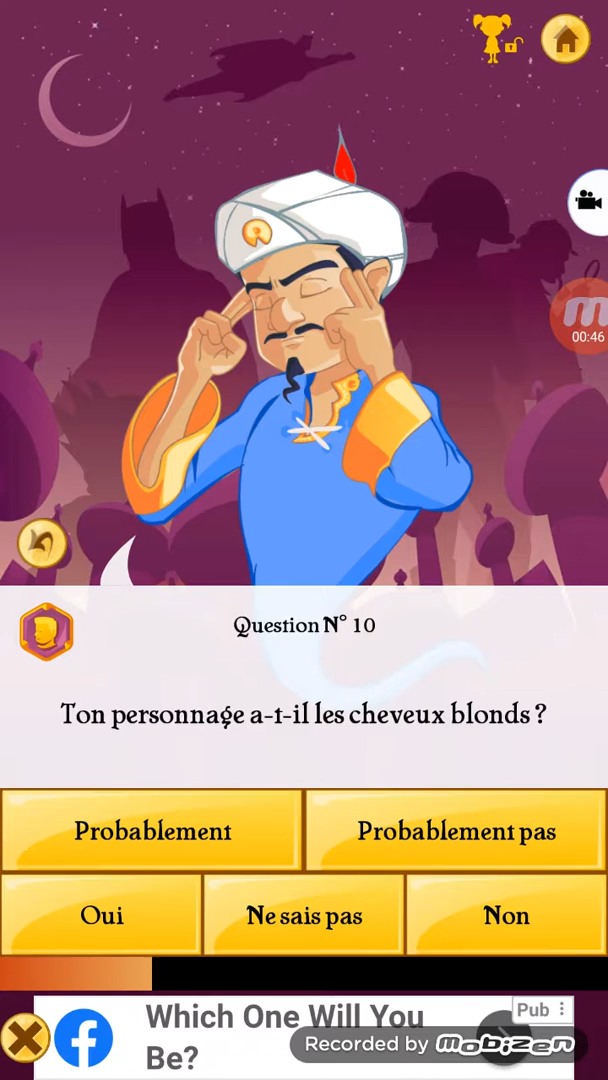 00:46
Question N° 10
Ton personnage a-t-il les cheveux blonds ?
Probablement
Probablement pas
Oui
Ne sais pas
Non
Which One Will You
Be?
Pub
Recorded by mobizen